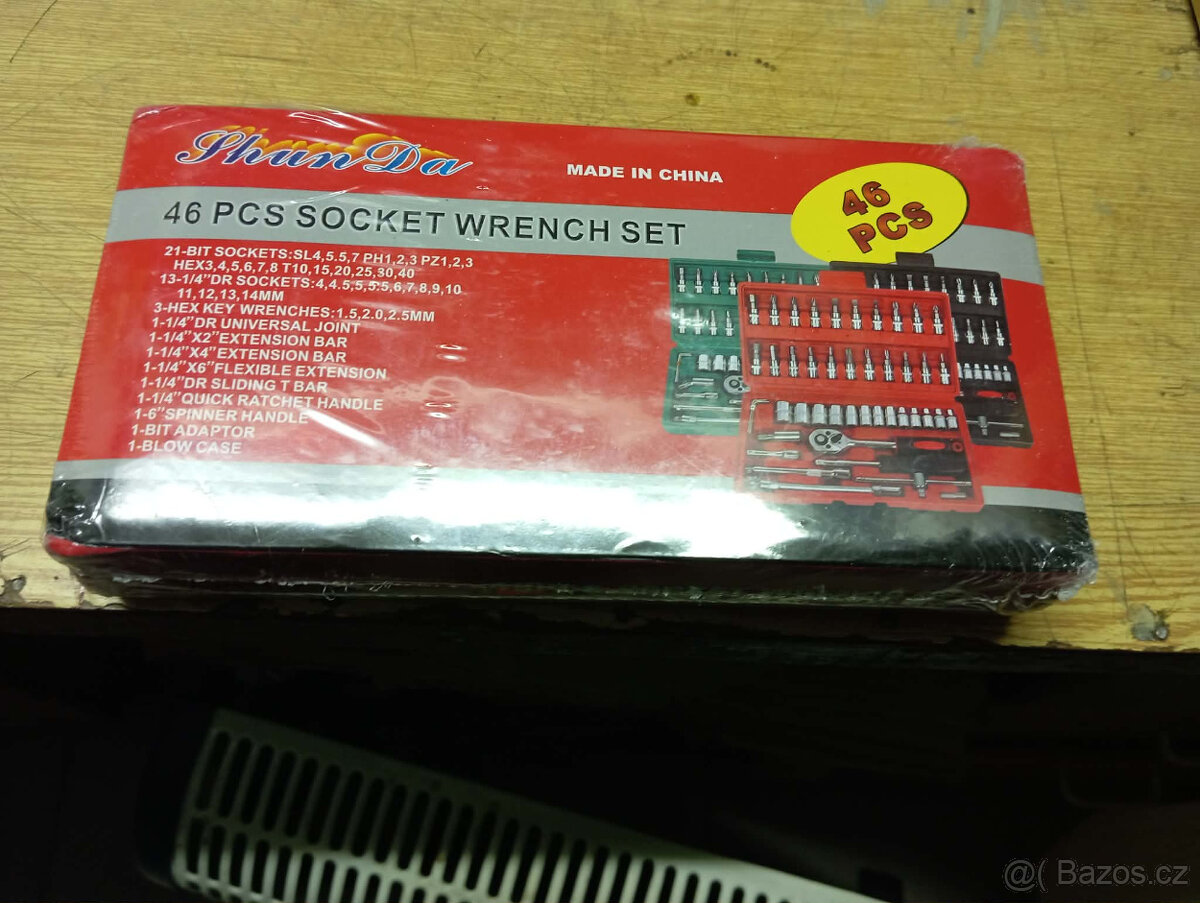 ShunDa
MADE IN CHINA
46 PCS SOCKET WRENCH SET
46
PCS
21-BIT SOCKETS:SL4,5.5,7 PH1,2,3 PZ1,2,3
HEX3,4,5,6,7,8 T10,15,20,25,30,40
13-1/4"DR SOCKETS:4,4.5,5,5.5,6,7,8,9,10
11,12,13,14MM
3-HEX KEY WRENCHES:1.5,2.0,2.5MM
1-1/4"DR UNIVERSAL JOINT
1-1/4"X2"EXTENSION BAR
1-1/4"X4"EXTENSION BAR
1-1/4"X6"FLEXIBLE EXTENSION
1-1/4"DR SLIDING T BAR
1-1/4"QUICK RATCHET HANDLE
1-6"SPINNER HANDLE
1-BIT ADAPTOR
1-BLOW CASE
@( Bazos.cz